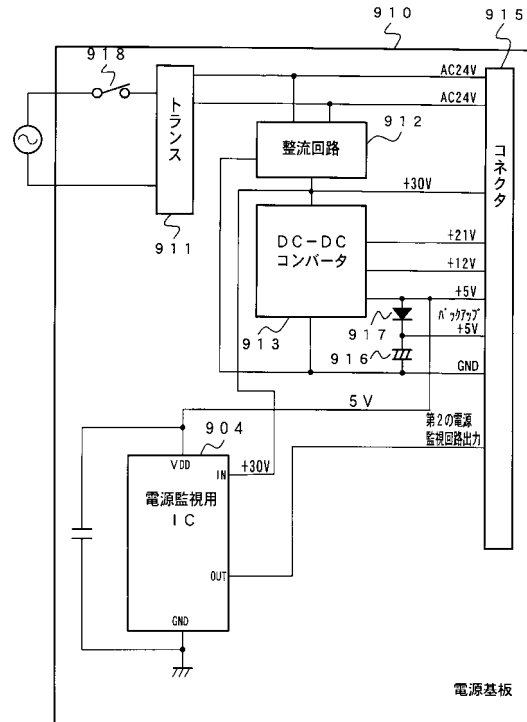 910
915
918
AC24V
AC24V
トランス
912
整流回路
コネクタ
+30V
911
DC-DC
コンバータ
+21V
+12V
+5V
917
バックアップ
+5V
913
916
GND
5V
904
第2の電源
監視回路出力
VDD
IN
+30V
電源監視用
IC
OUT
GND
電源基板